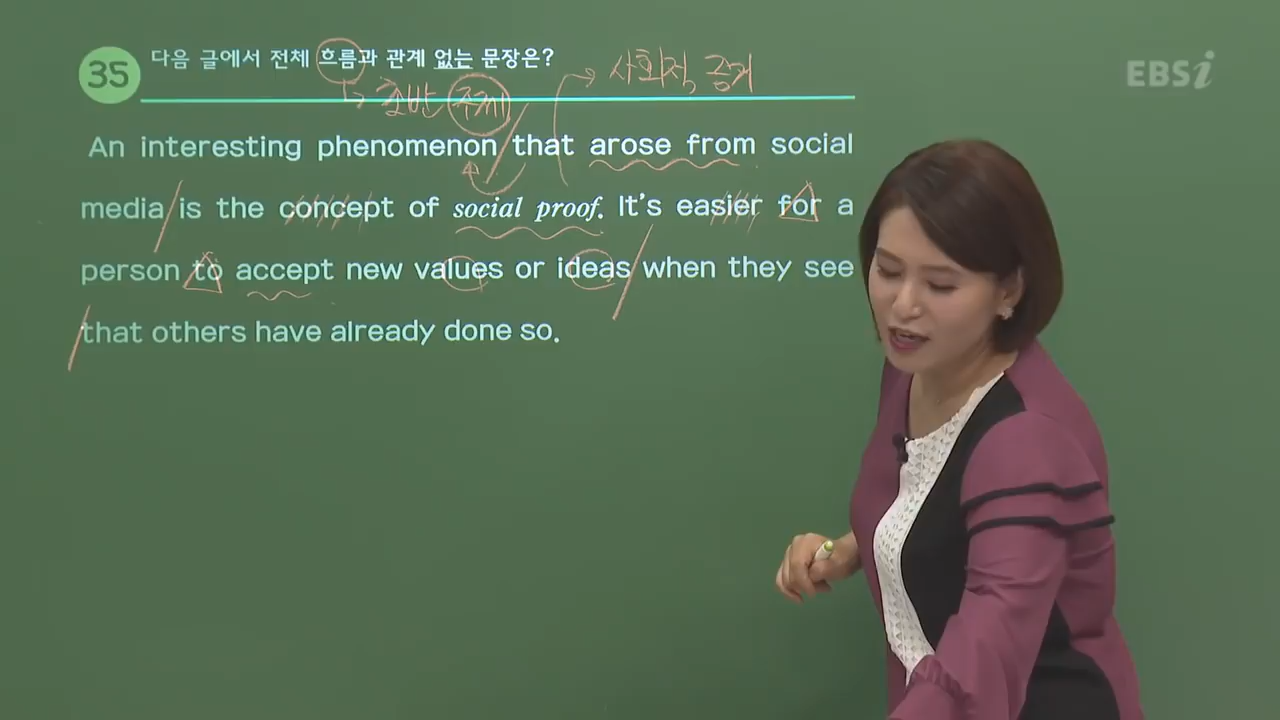 35 다음 글에서 전체 흐름과 관계 없는 문장은?
사회적 증거
EBSi
초반 주제
An interesting phenomenon that arose from social
media is the concept of social proof. It's easier for a
person to accept new values or ideas when they see
that others have already done so.